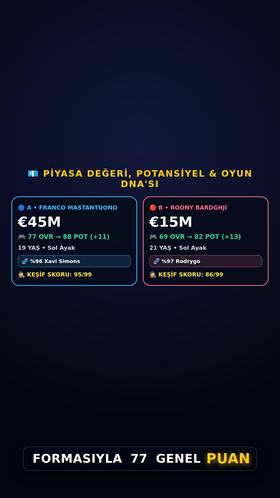 💶 PİYASA DEĞERİ, POTANSİYEL & OYUN
DNA'SI
🔵 A • FRANCO MASTANTUONO
€45M
🎮 77 OVR → 88 POT (+11)
19 YAŞ • Sol Ayak
🧬 %96 Xavi Simons
🕵️ KEŞİF SKORU: 95/99
🔴 B • ROONY BARDGHJİ
€15M
🎮 69 OVR → 82 POT (+13)
21 YAŞ • Sol Ayak
🧬 %97 Rodrygo
🕵️ KEŞİF SKORU: 86/99
FORMASIYLA 77 GENEL PUAN